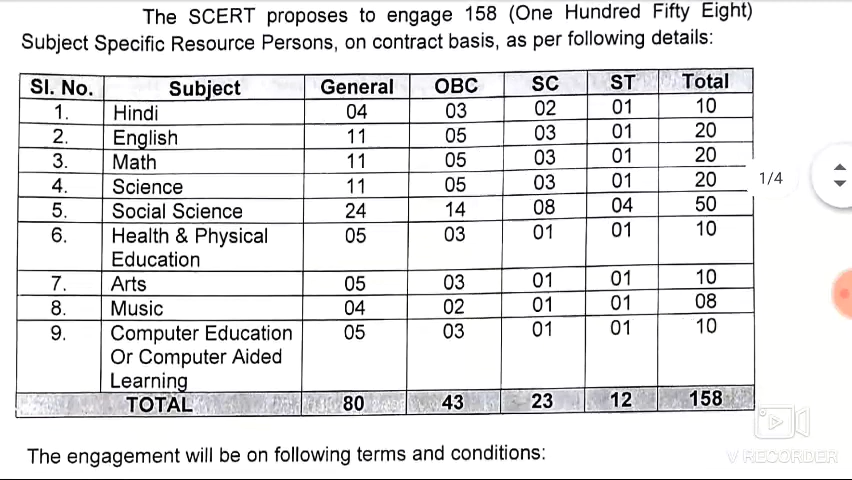 The SCERT proposes to engage 158 (One Hundred Fifty Eight)
Subject Specific Resource Persons, on contract basis, as per following details:
Sl. No. Subject General OBC SC ST Total
1. Hindi 04 03 02 01 10
2. English 11 05 03 01 20
3. Math 11 05 03 01 20
4. Science 11 05 03 01 20
5. Social Science 24 14 08 04 50
6. Health & Physical 05 03 01 01 10
Education
7. Arts 05 03 01 01 10
8. Music 04 02 01 01 08
9. Computer Education 05 03 01 01 10
Or Computer Aided
Learning
TOTAL 80 43 23 12 158
The engagement will be on following terms and conditions:
1/4
V RECORDER